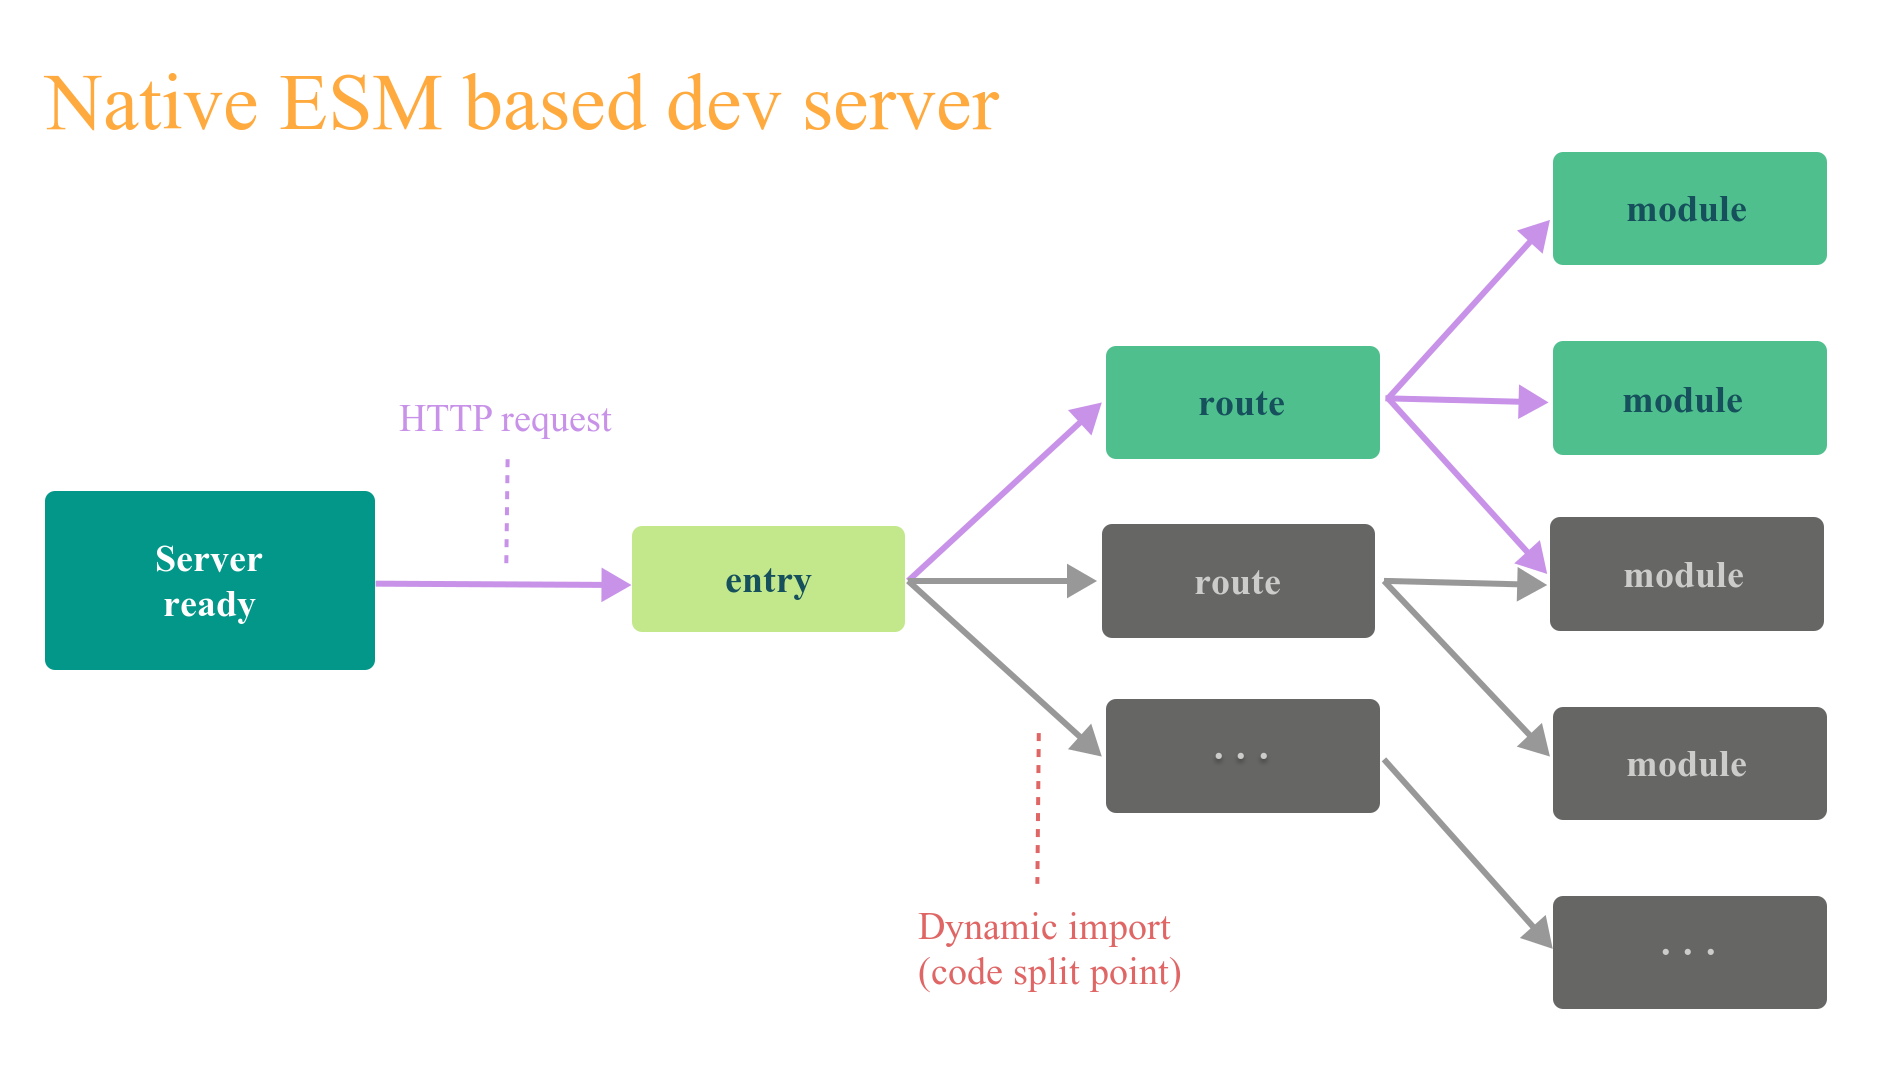 Native ESM based dev server
HTTP request
Server
ready
entry
route
route
. . .
module
module
module
module
. . .
Dynamic import
(code split point)